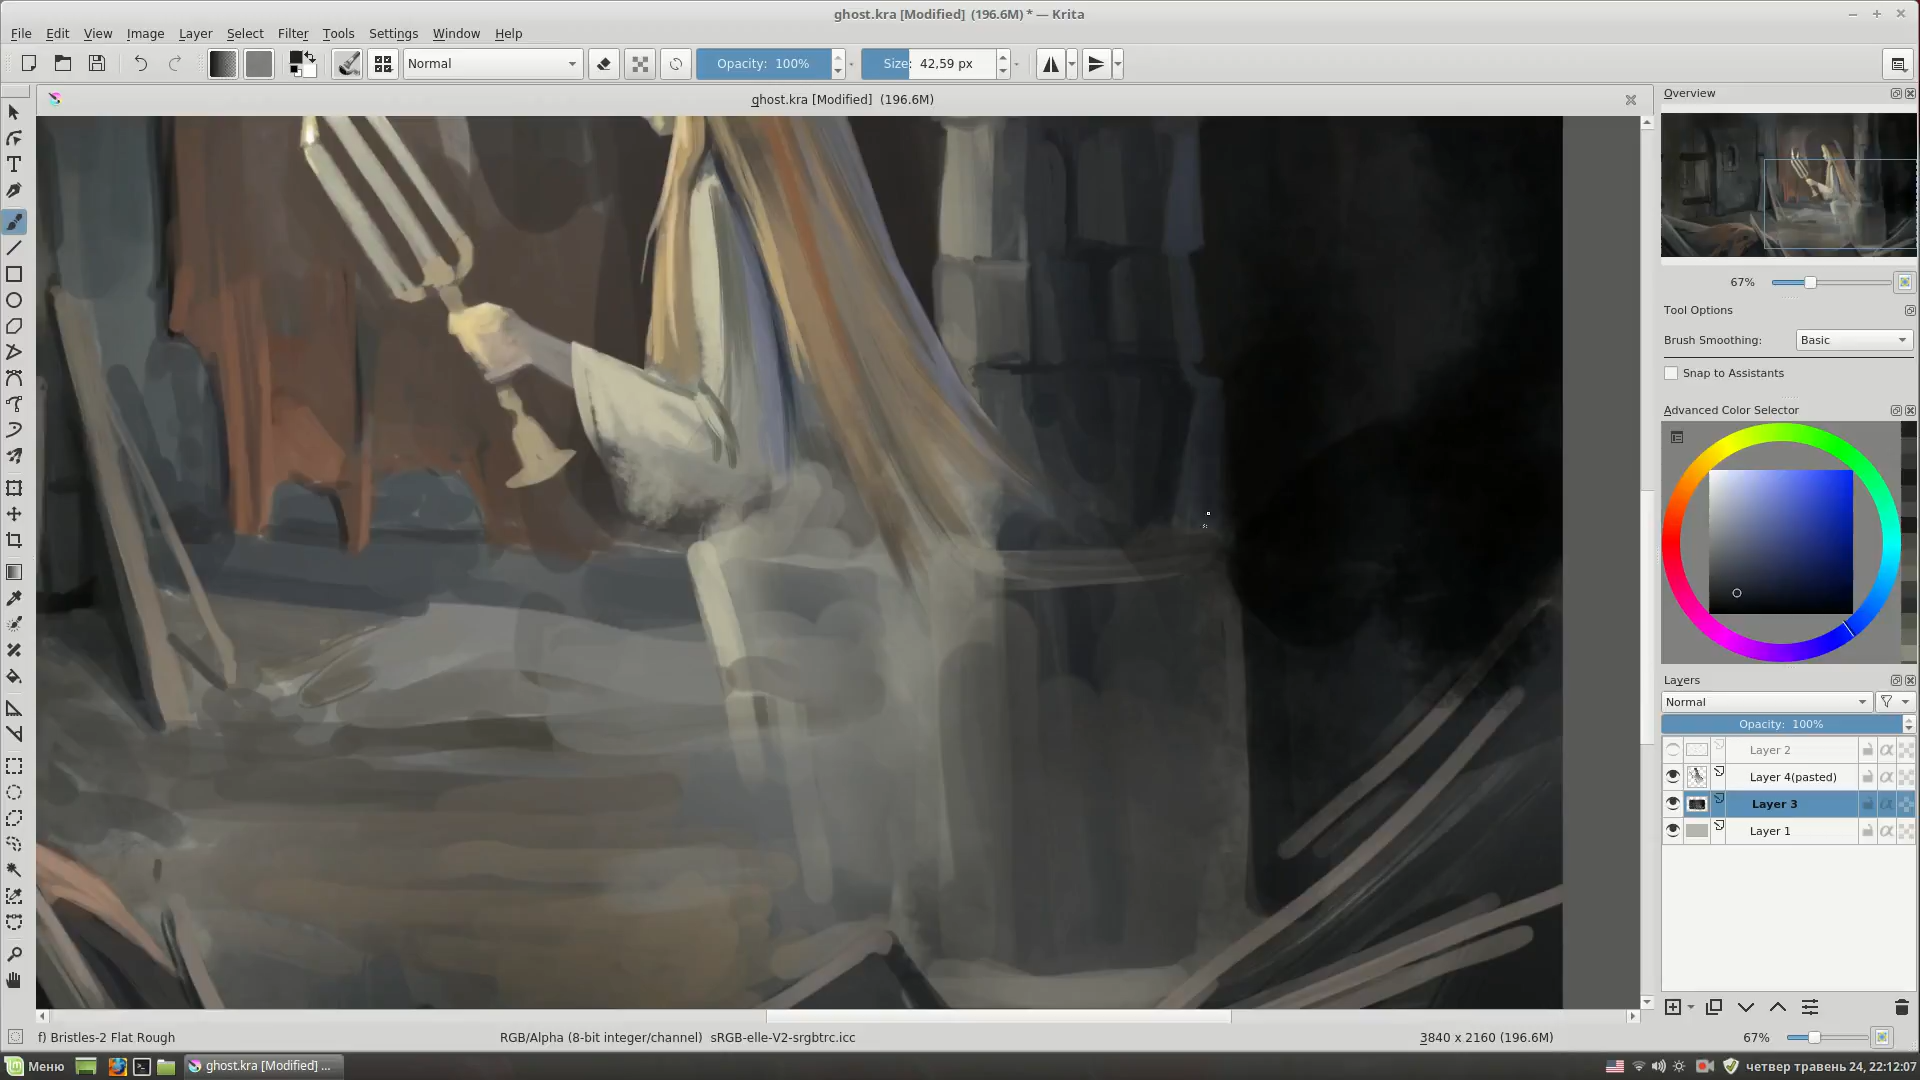 ghost.kra [Modified] (196.6M) * — Krita
File Edit View Image Layer Select Filter Tools Settings Window Help
Normal Opacity: 100% Size: 42,59 px
ghost.kra [Modified] (196.6M)
Overview
67%
Tool Options
Brush Smoothing: Basic
Snap to Assistants
Advanced Color Selector
Layers
Normal
Opacity: 100%
Layer 2
Layer 4(pasted)
Layer 3
Layer 1
f) Bristles-2 Flat Rough RGB/Alpha (8-bit integer/channel) sRGB-elle-V2-srgbtrc.icc 3840 x 2160 (196.6M) 67%
Меню ghost.kra [Modified] ... четвер травень 24, 22:12:07